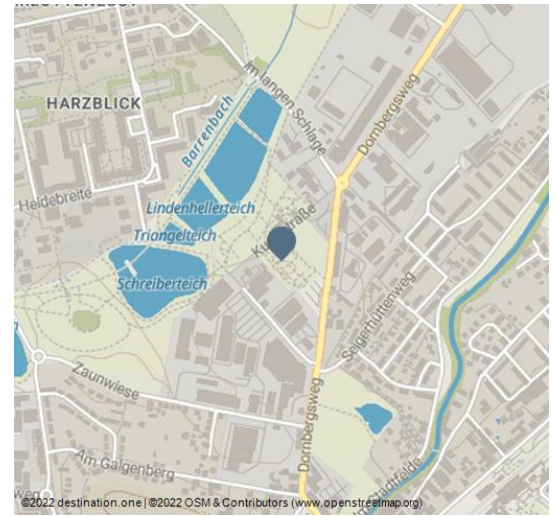 HARZBLICK
Im langen Schlage
Barrenbach
Dornbergsweg
Heidebreite
Lindenhellerteich
Triangelteich
Schreiberteich
Seigerhüttenweg
Zaunwiese
Dornbergsweg
Am Galgenberg
©2022 destination.one | ©2022 OSM & Contributors (www.openstreetmap.org)